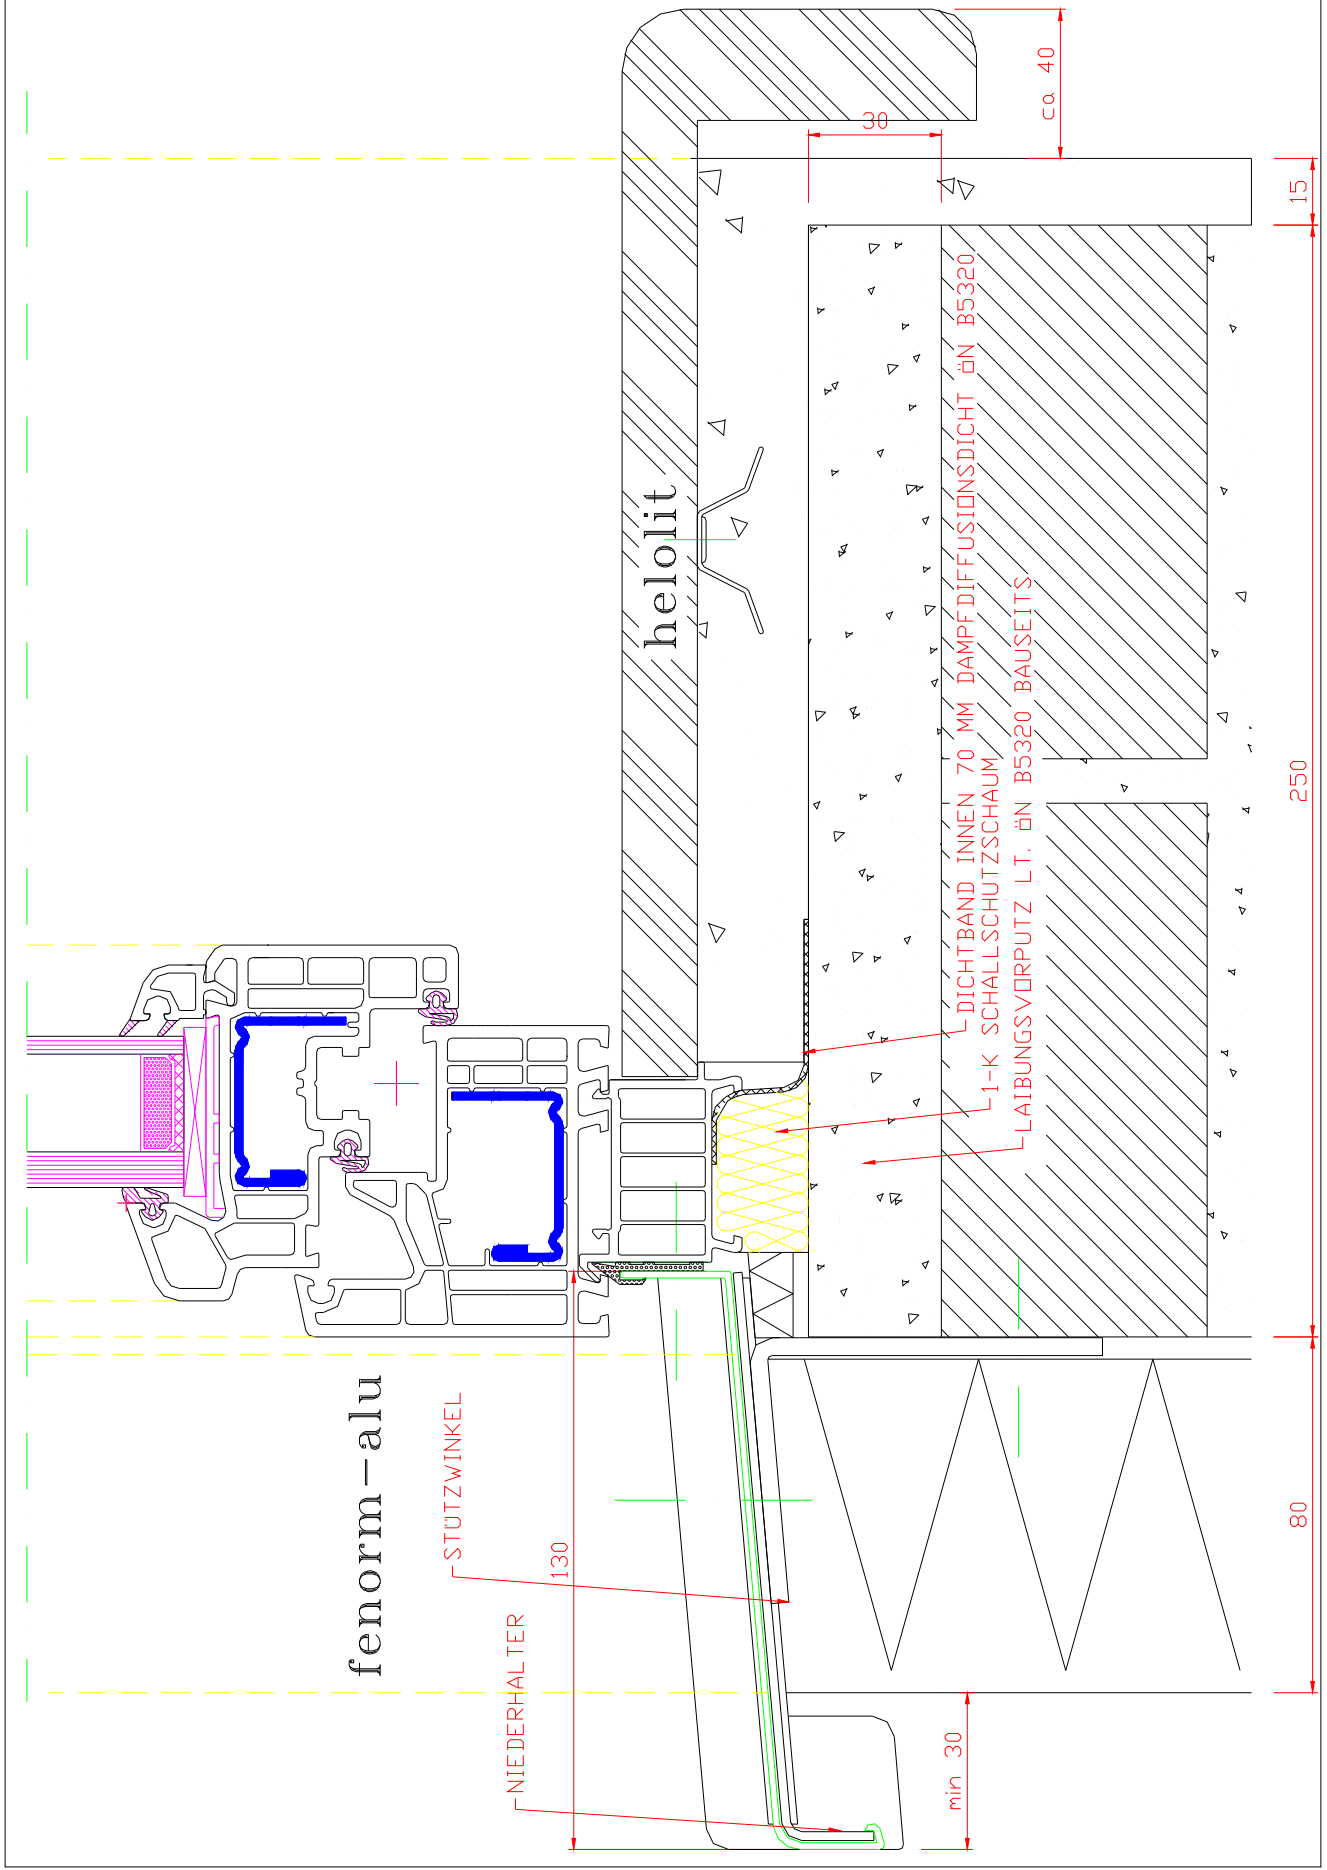 fenorm-alu
helolit
STÜTZWINKEL
NIEDERHALTER
130
min 30
80
250
15
ca 40
30
DICHTBAND INNEN 70 MM DAMPFDIFFUSIONSDICHT ÖN B5320
1-K SCHALLSCHUTZSCHAUM
LAIBUNGSVORPUTZ LT. ÖN B5320 BAUSEITS